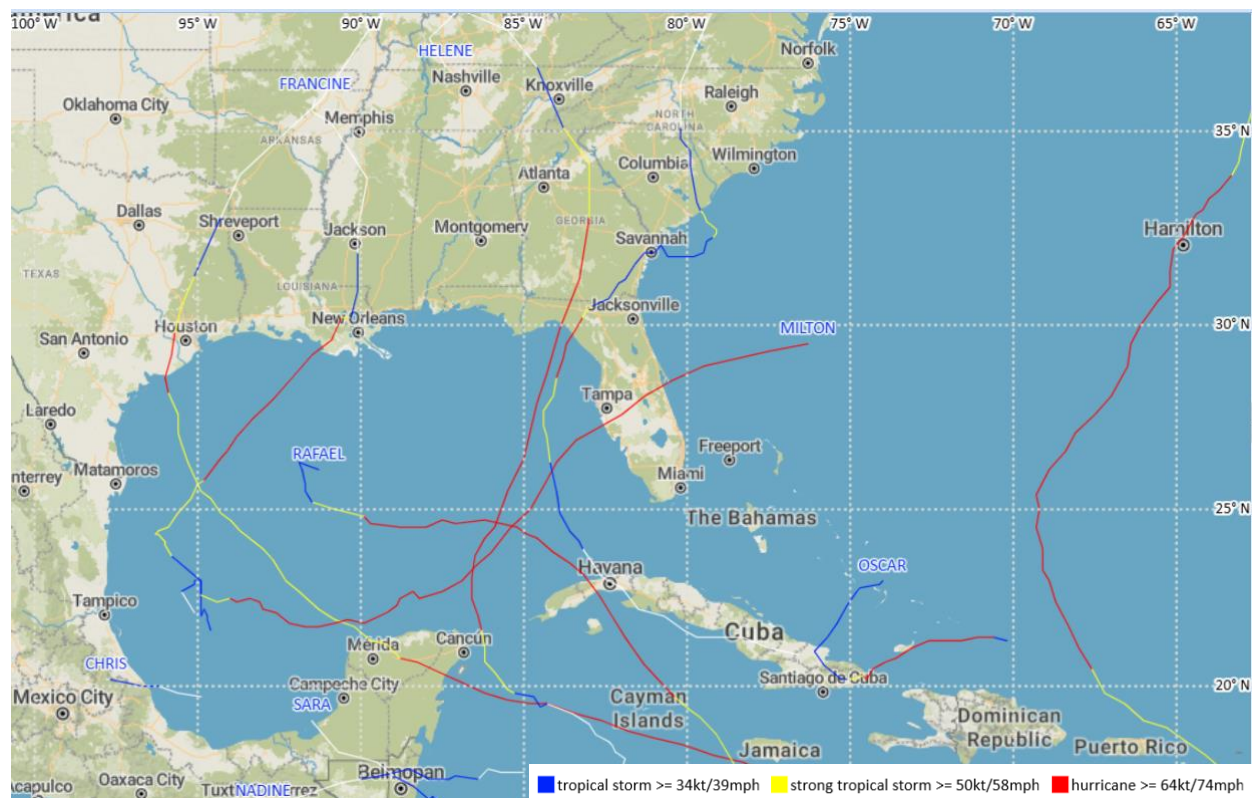 100° W 95° W 90° W 85° W 80° W 75° W 70° W 65° W
HELENE
Norfolk
Nashville
FRANCINE
Knoxville
Oklahoma City
Raleigh
NORTH
CAROLINA
Memphis
35° N
ARKANSAS
Wilmington
Columbia
Atlanta
Dallas
Shreveport
Jackson
Montgomery
GEORGIA
Hamilton
Savannah
TEXAS
LOUISIANA
Jacksonville
New Orleans
30° N
Houston
MILTON
San Antonio
Tampa
Laredo
Freeport
RAFAEL
Matamoros
Miami
nterrey
25° N
The Bahamas
Havana
OSCAR
Tampico
Cuba
Mérida
Cancún
CHRIS
Santiago de Cuba
Campeche City
20° N
Mexico City
SARA
Cayman
Islands
Dominican
Republic
Jamaica
Puerto Rico
Belmopan
Oaxaca City
NADINE
capulco
tropical storm >= 34kt/39mph strong tropical storm >= 50kt/58mph hurricane >= 64kt/74mph